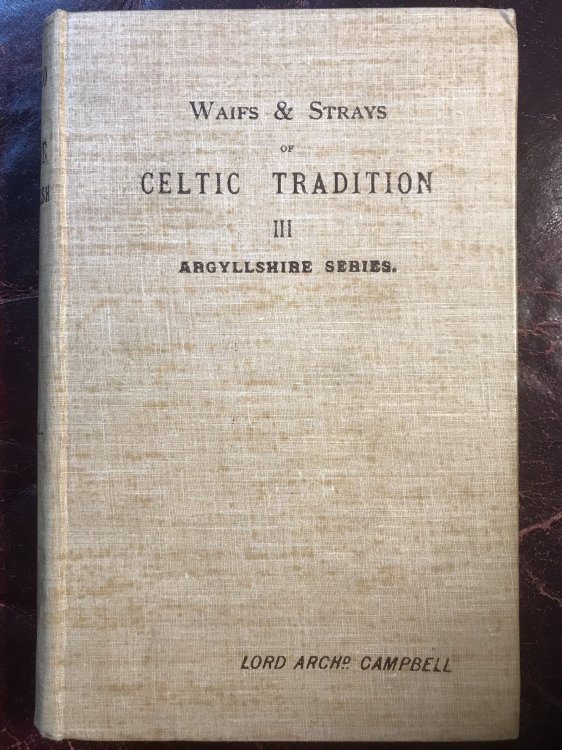 WAIFS & STRAYS
OF
CELTIC TRADITION
III
ARGYLLSHIRE SERIES.
LORD ARCHD. CAMPBELL